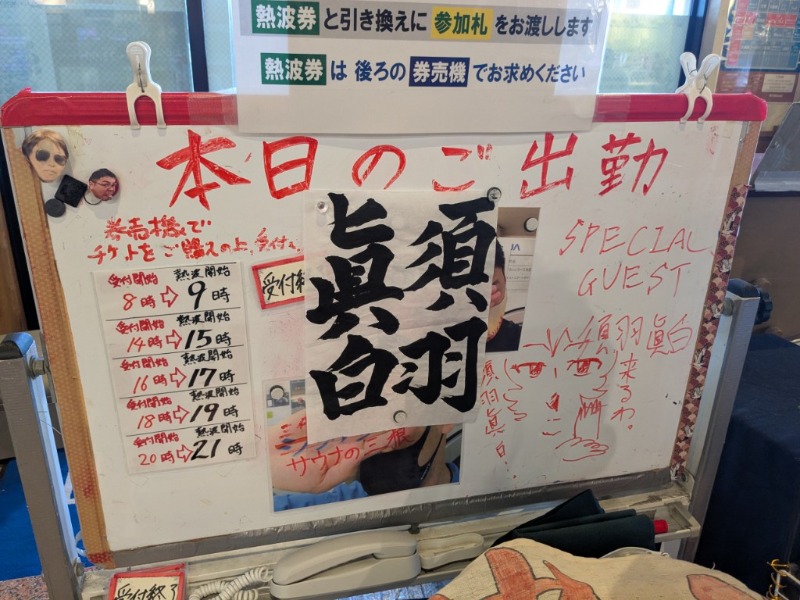 熱波券と引き換えに 参加札 をお渡しします
熱波券は 後ろの 券売機でお求めください
本日のご出勤
券売機で
チケットをご購入の上、受付
受付開始 熱波開始
8時⇨9時
受付開始 熱波開始
14時⇨15時
受付開始 熱波開始
16時⇨17時
受付開始 熱波開始
18時⇨19時
受付開始 熱波開始
20時⇨21時
受付終
須羽
眞白
SPECIAL
GUEST
須羽眞白
来るわ。
須羽眞白!
サウナの三
受付終了